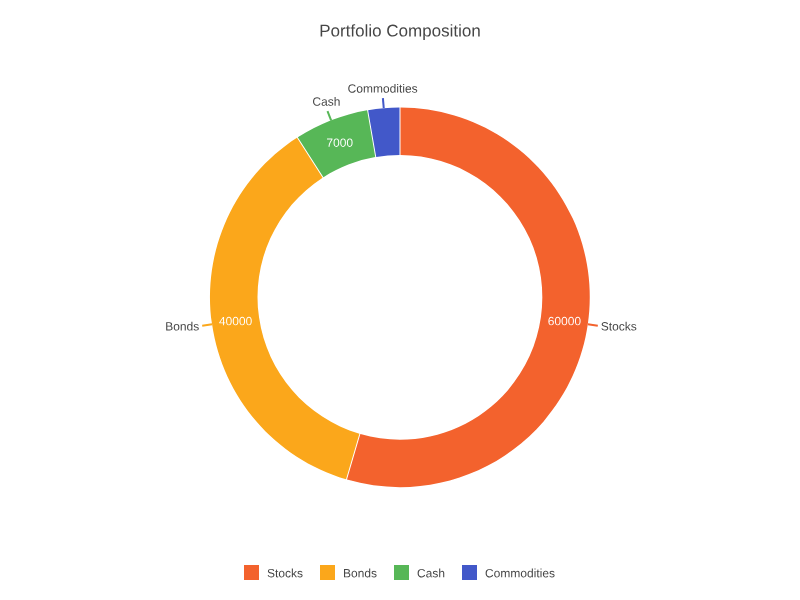 Portfolio Composition
Commodities
Cash
7000
Bonds
40000
60000
Stocks
Stocks
Bonds
Cash
Commodities